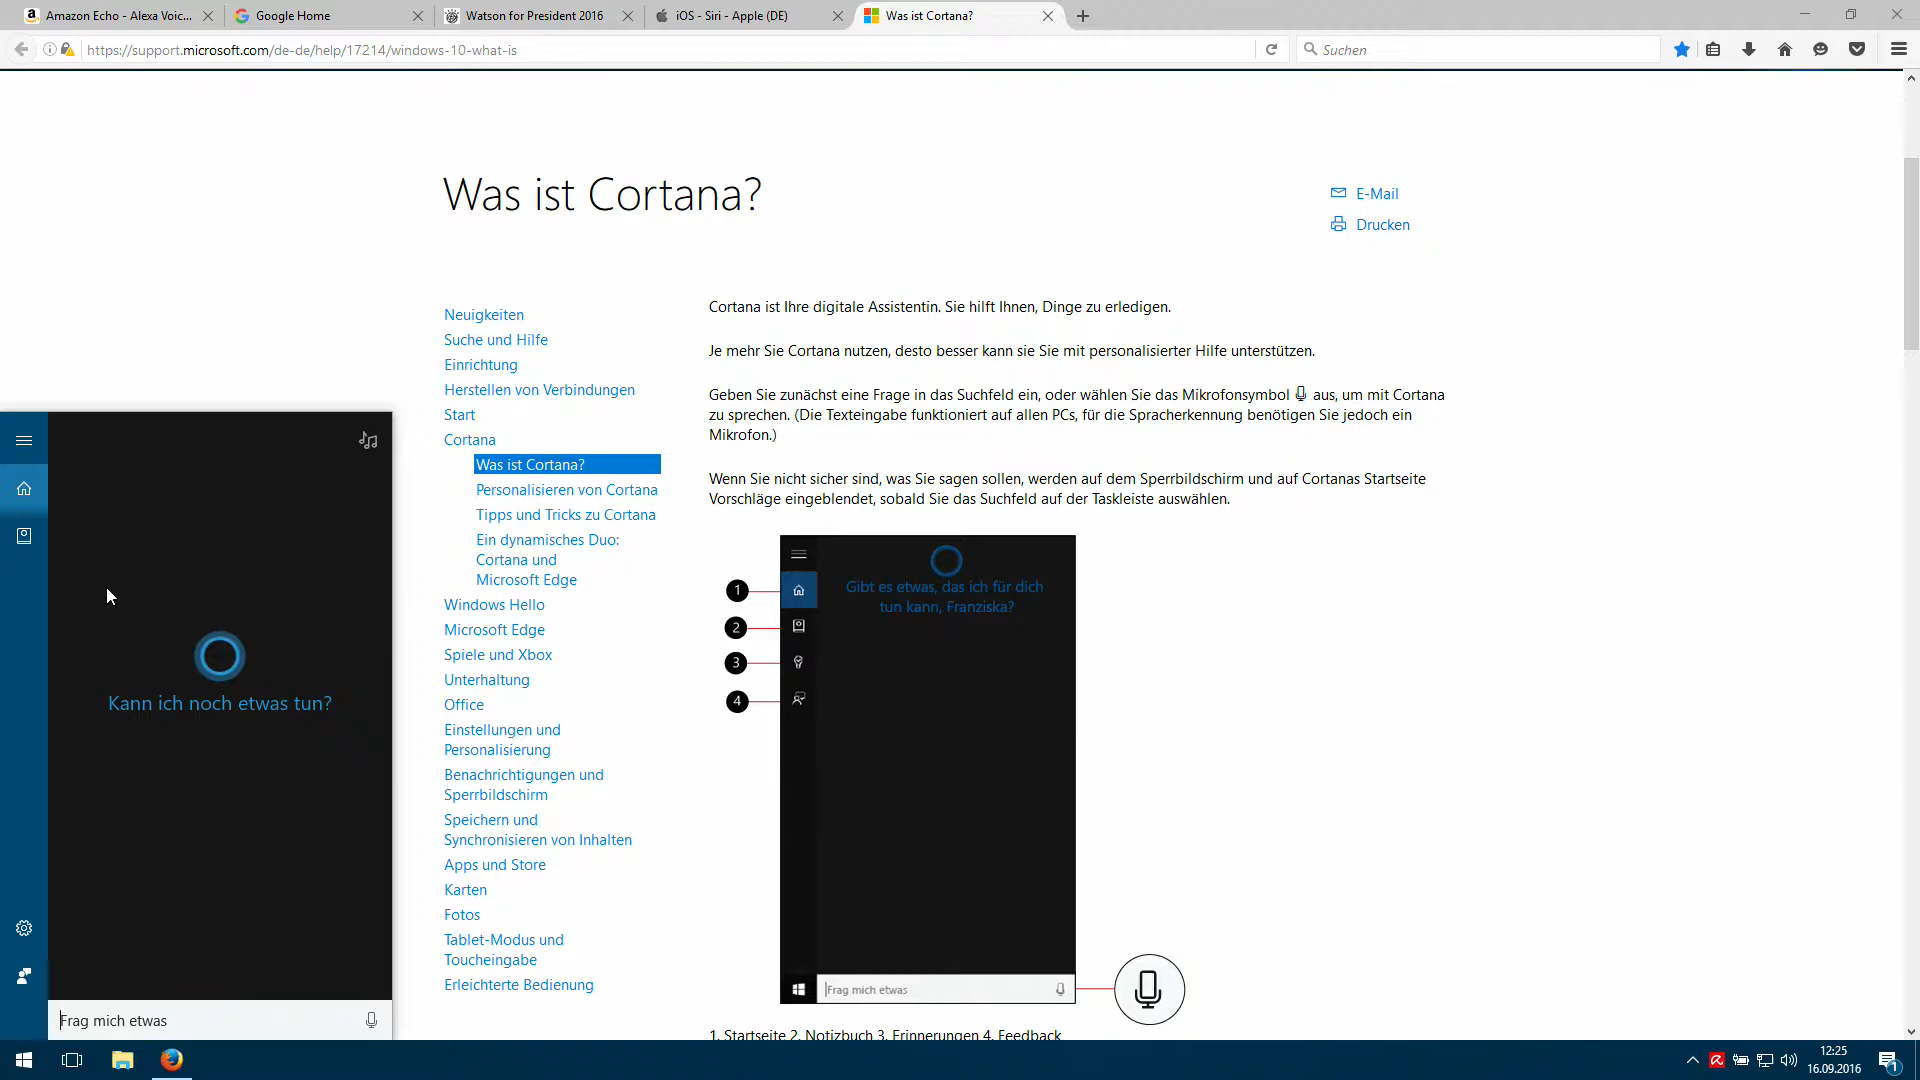 Amazon Echo - Alexa Voic...
Google Home
Watson for President 2016
iOS - Siri - Apple (DE)
Was ist Cortana?
https://support.microsoft.com/de-de/help/17214/windows-10-what-is
Suchen
Was ist Cortana?
E-Mail
Drucken
Neuigkeiten
Suche und Hilfe
Einrichtung
Herstellen von Verbindungen
Start
Cortana
Was ist Cortana?
Personalisieren von Cortana
Tipps und Tricks zu Cortana
Ein dynamisches Duo:
Cortana und
Microsoft Edge
Windows Hello
Microsoft Edge
Spiele und Xbox
Unterhaltung
Office
Einstellungen und
Personalisierung
Benachrichtigungen und
Sperrbildschirm
Speichern und
Synchronisieren von Inhalten
Apps und Store
Karten
Fotos
Tablet-Modus und
Toucheingabe
Erleichterte Bedienung
Cortana ist Ihre digitale Assistentin. Sie hilft Ihnen, Dinge zu erledigen.
Je mehr Sie Cortana nutzen, desto besser kann sie Sie mit personalisierter Hilfe unterstützen.
Geben Sie zunächst eine Frage in das Suchfeld ein, oder wählen Sie das Mikrofonsymbol aus, um mit Cortana
zu sprechen. (Die Texteingabe funktioniert auf allen PCs, für die Spracherkennung benötigen Sie jedoch ein
Mikrofon.)
Wenn Sie nicht sicher sind, was Sie sagen sollen, werden auf dem Sperrbildschirm und auf Cortanas Startseite
Vorschläge eingeblendet, sobald Sie das Suchfeld auf der Taskleiste auswählen.
1
2
3
4
Gibt es etwas, das ich für dich
tun kann, Franziska?
Frag mich etwas
1. Startseite 2. Notizbuch 3. Erinnerungen 4. Feedback
Kann ich noch etwas tun?
Frag mich etwas
12:25
16.09.2016
1